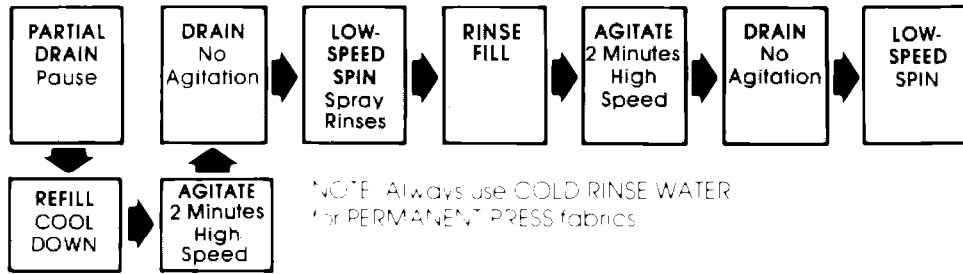 PARTIAL
DRAIN
Pause
REFILL
COOL
DOWN
AGITATE
2 Minutes
High
Speed
DRAIN
No
Agitation
LOW-
SPEED
SPIN
Spray
Rinses
RINSE
FILL
AGITATE
2 Minutes
High
Speed
DRAIN
No
Agitation
LOW-
SPEED
SPIN
NOTE Always use COLD RINSE WATER
for PERMANENT PRESS fabrics